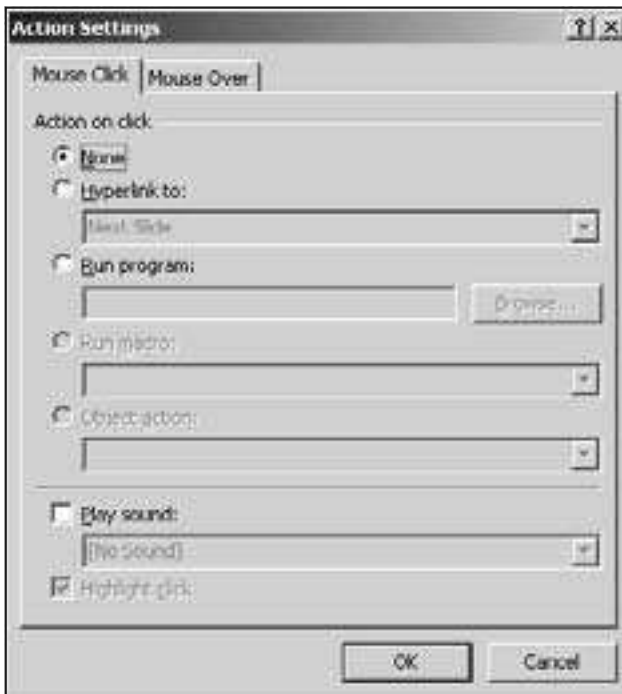 Action Settings
Mouse Click Mouse Over
Action on click
None
Hyperlink to:
Next Slide
Run program:
Browse...
Run macro:
Object action:
Play sound:
[No Sound]
Highlight click
OK Cancel